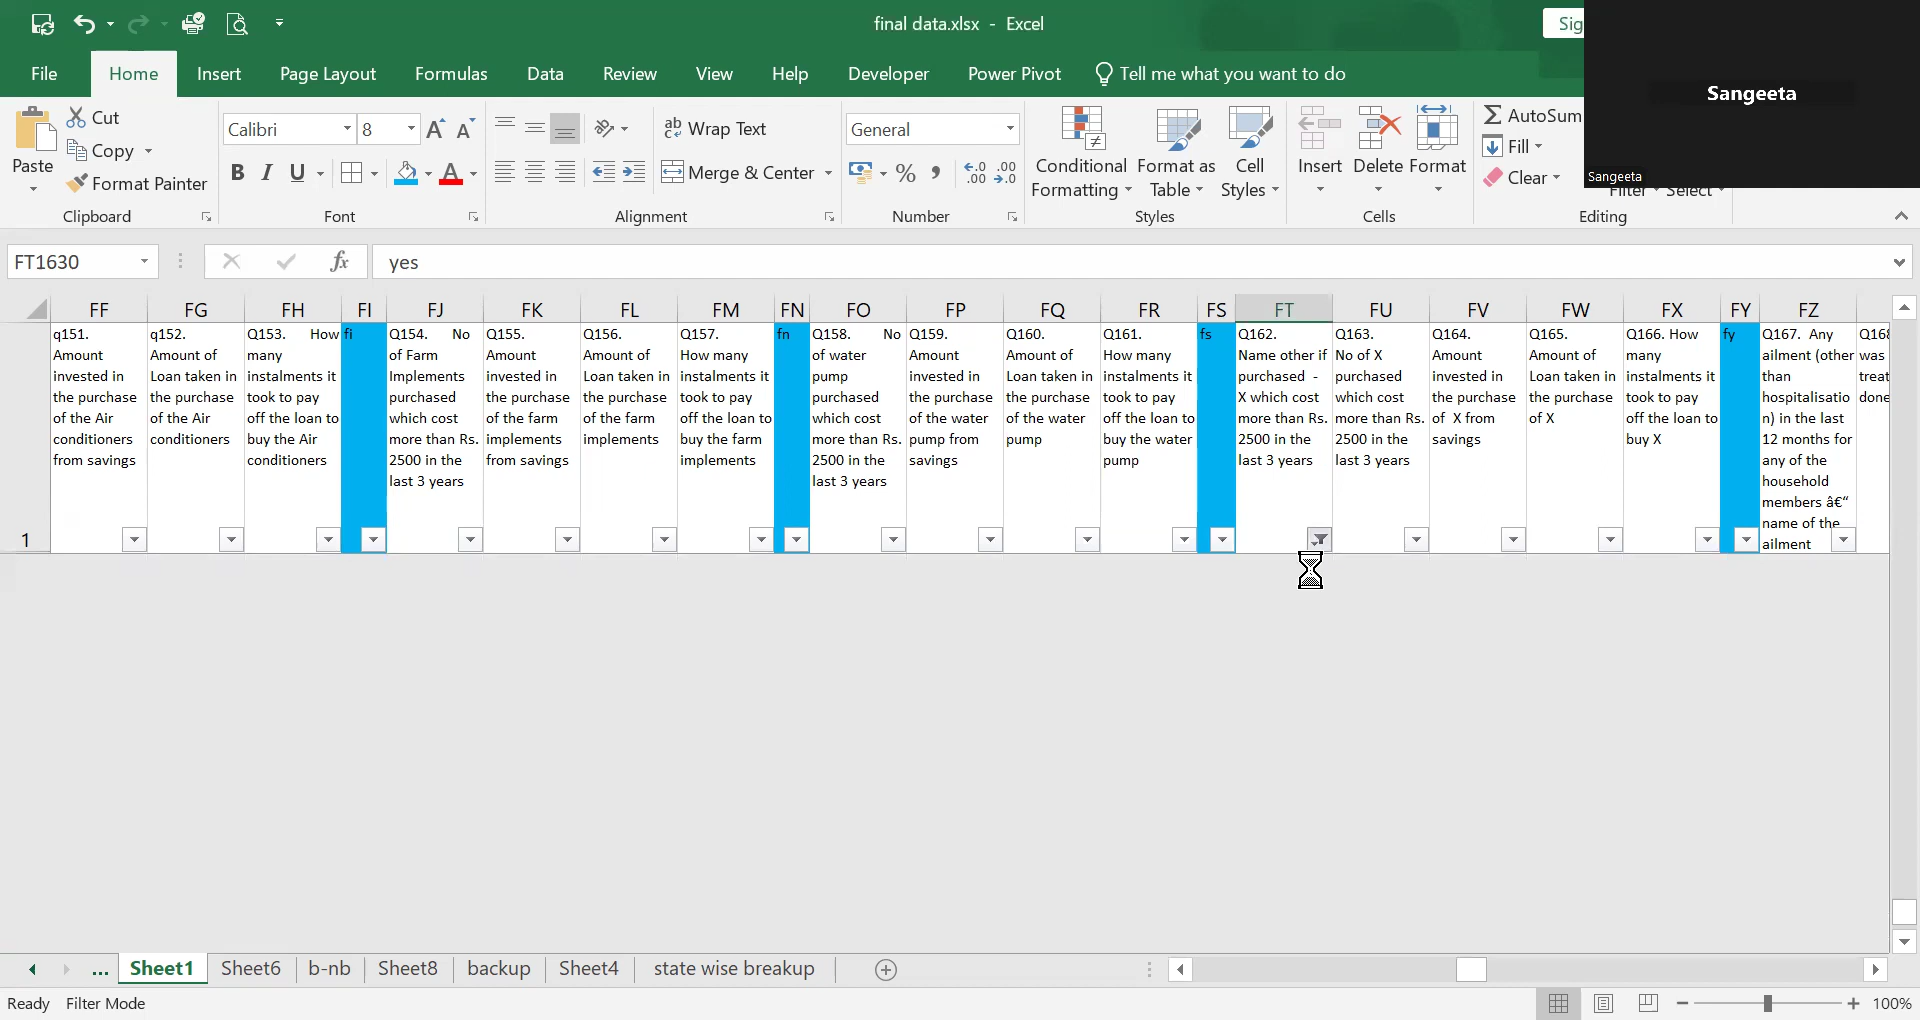 final data.xlsx - Excel
Sig
Sangeeta
Sangeeta
File Home Insert Page Layout Formulas Data Review View Help Developer Power Pivot Tell me what you want to do
Paste
Cut
Copy
Format Painter
Clipboard
Calibri 8
B I U
Font
Wrap Text
Merge & Center
Alignment
General
Number
Conditional Formatting
Format as Table
Cell Styles
Styles
Insert Delete Format
Cells
AutoSum
Fill
Clear
Filter Select
Editing
FT1630 fx yes
FF FG FH FI FJ FK FL FM FN FO FP FQ FR FS FT FU FV FW FX FY FZ
1
q151.
Amount
invested in
the purchase
of the Air
conditioners
from savings
q152.
Amount of
Loan taken in
the purchase
of the Air
conditioners
Q153. How
many
instalments it
took to pay
off the loan to
buy the Air
conditioners
fi
Q154. No
of Farm
Implements
purchased
which cost
more than Rs.
2500 in the
last 3 years
Q155.
Amount
invested in
the purchase
of the farm
implements
from savings
Q156.
Amount of
Loan taken in
the purchase
of the farm
implements
Q157.
How many
instalments it
took to pay
off the loan to
buy the farm
implements
fn
Q158. No
of water
pump
purchased
which cost
more than Rs.
2500 in the
last 3 years
Q159.
Amount
invested in
the purchase
of the water
pump from
savings
Q160.
Amount of
Loan taken in
the purchase
of the water
pump
Q161.
How many
instalments it
took to pay
off the loan to
buy the water
pump
fs
Q162.
Name other if
purchased -
X which cost
more than Rs.
2500 in the
last 3 years
Q163.
No of X
purchased
which cost
more than Rs.
2500 in the
last 3 years
Q164.
Amount
invested in
the purchase
of X from
savings
Q165.
Amount of
Loan taken in
the purchase
of X
Q166. How
many
instalments it
took to pay
off the loan to
buy X
fy
Q167. Any
ailment (other
than
hospitalisatio
n) in the last
12 months for
any of the
household
members â€“
name of the
ailment
Q168
was
treat
done
... Sheet1 Sheet6 b-nb Sheet8 backup Sheet4 state wise breakup
Ready Filter Mode 100%